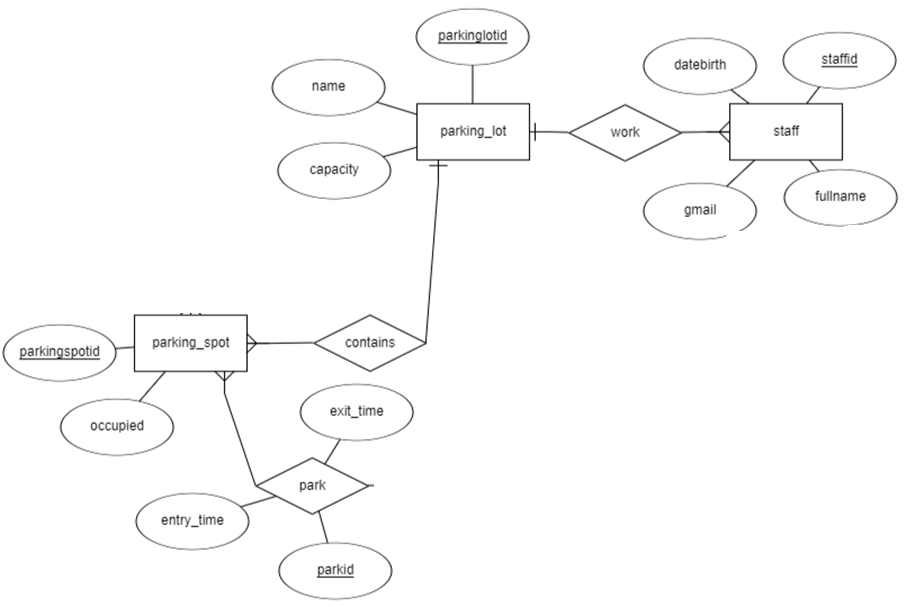 parkinglotid
name
datebirth
staffid
parking_lot
work
staff
capacity
gmail
fullname
parkingspotid
parking_spot
contains
occupied
exit_time
park
entry_time
parkid